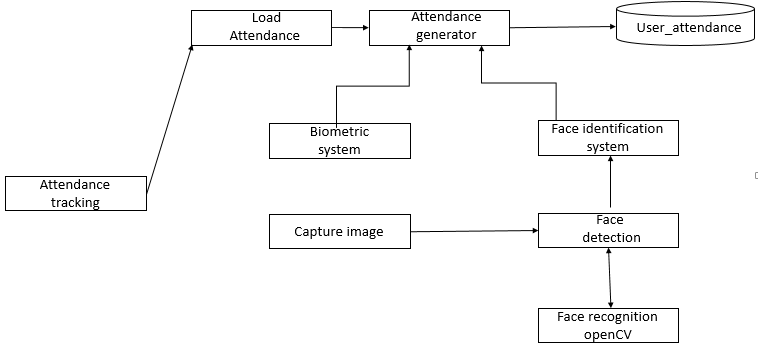 Load
Attendance
Attendance
generator
User_attendance
Biometric
system
Face identification
system
Attendance
tracking
Capture image
Face
detection
Face recognition
openCV